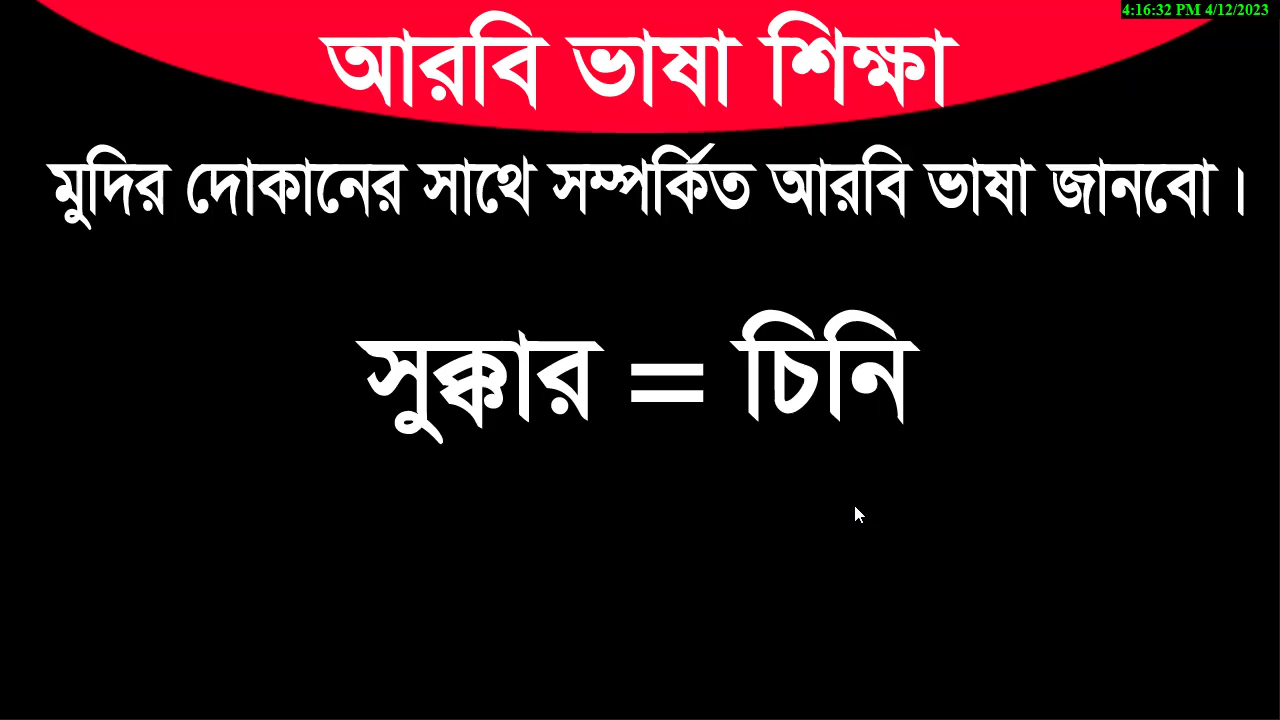 4:16:32 PM 4/12/2023
আরবি ভাষা শিক্ষা
মুদির দোকানের সাথে সম্পর্কিত আরবি ভাষা জানবো।
সুক্কার = চিনি